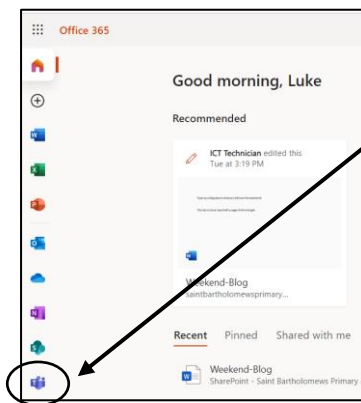 Office 365
Good morning, Luke
Recommended
ICT Technician edited this
Tue at 3:19 PM
Weekend-Blog
saintbartholomewsprimary...
Recent Pinned Shared with me
Weekend-Blog
SharePoint - Saint Bartholomews Primary